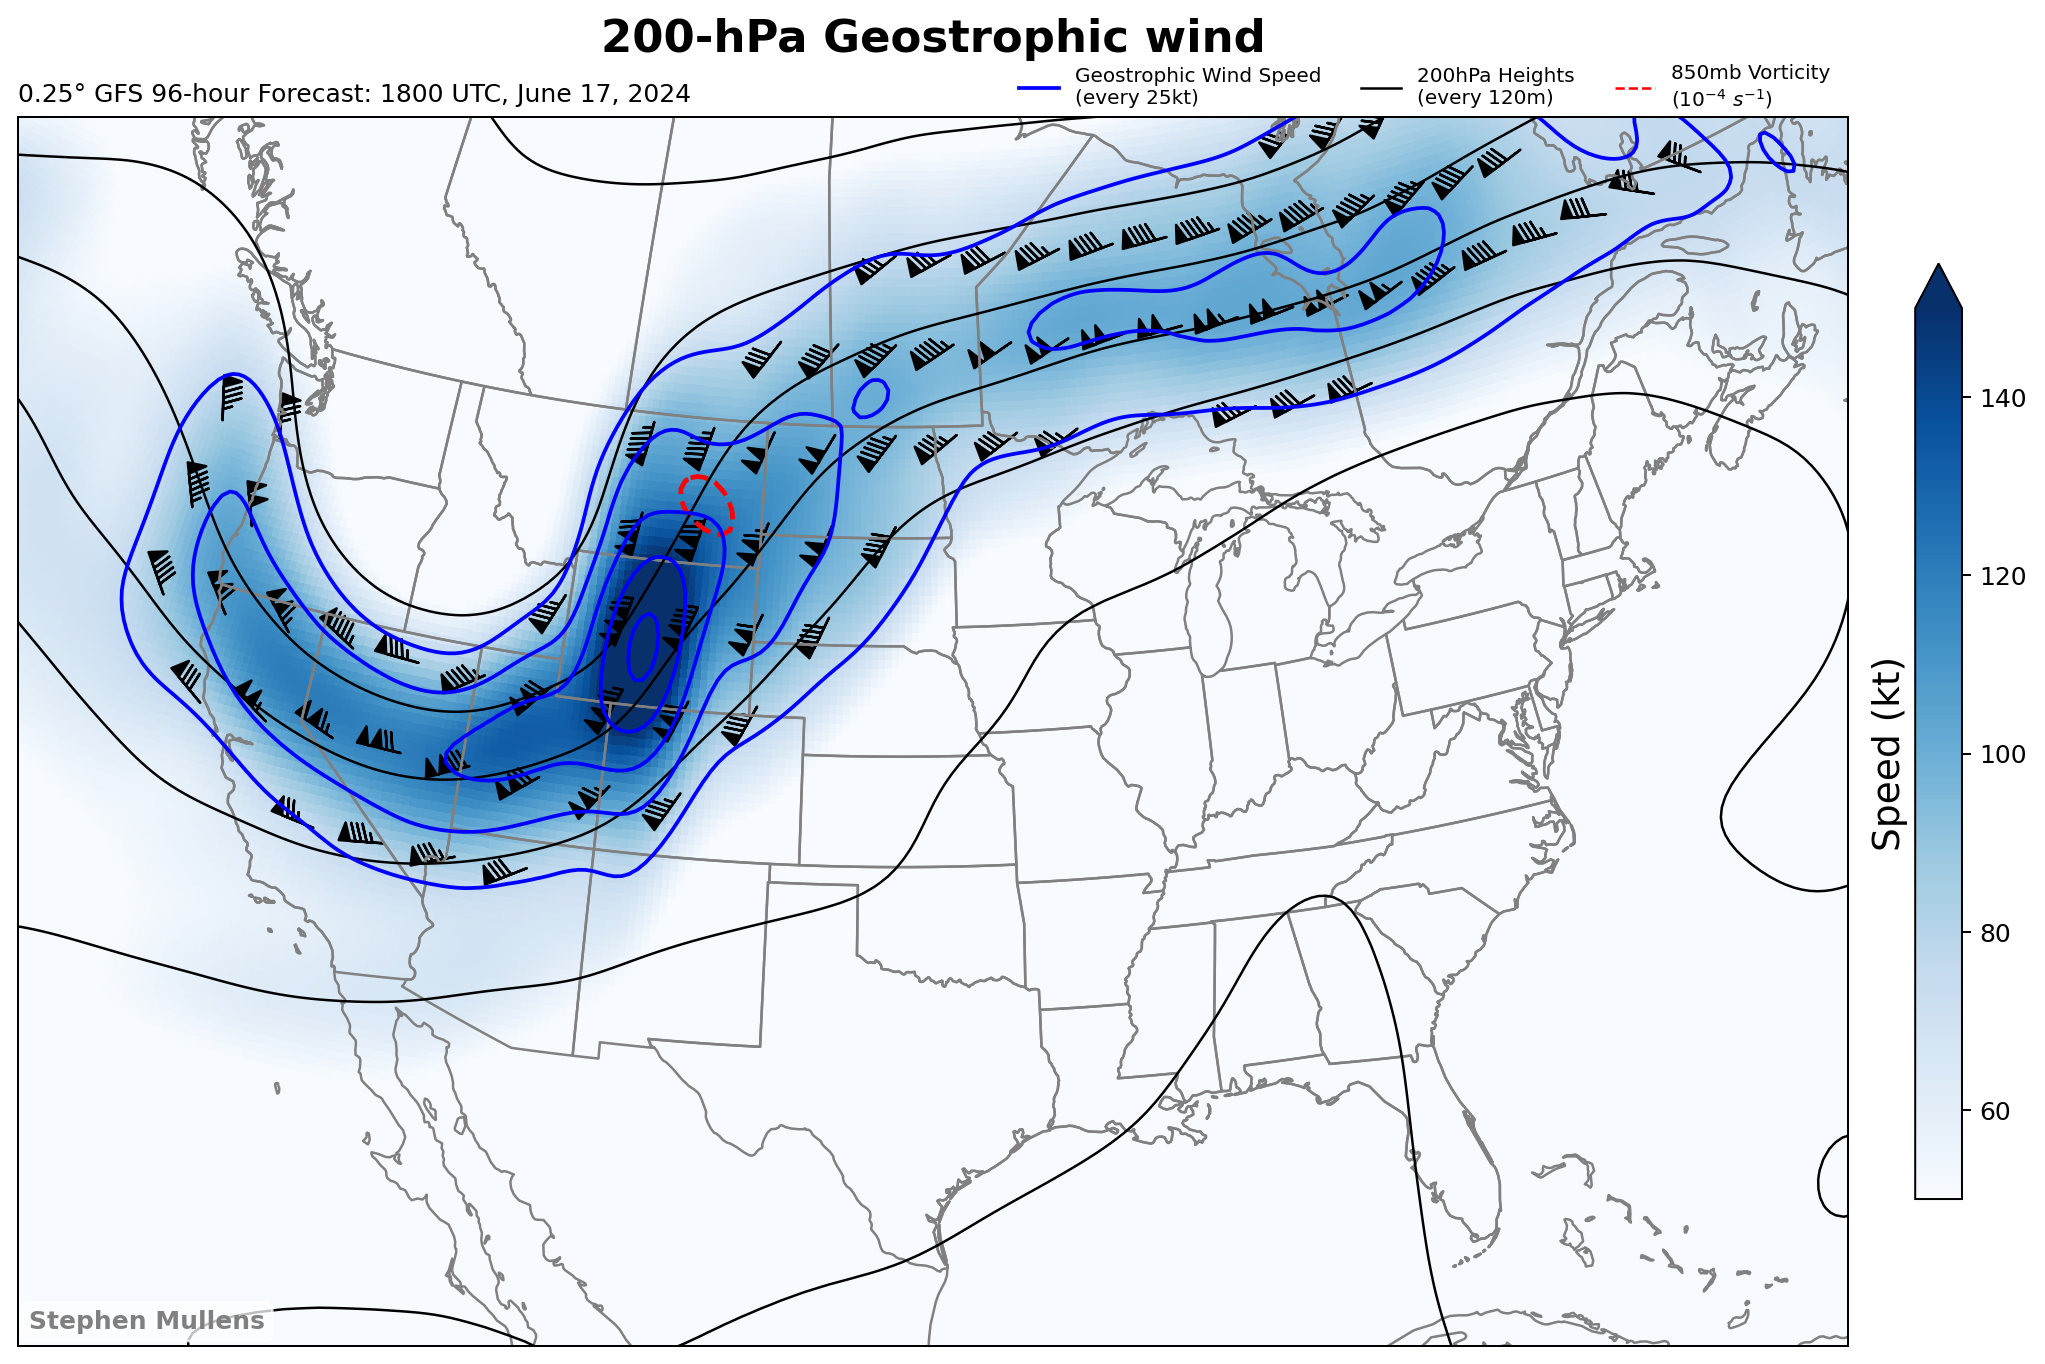 200-hPa Geostrophic wind
0.25° GFS 96-hour Forecast: 1800 UTC, June 17, 2024
Geostrophic Wind Speed
(every 25kt)
200hPa Heights
(every 120m)
850mb Vorticity
(10⁻⁴ s⁻¹)
140
120
100
80
60
Speed (kt)
Stephen Mullens